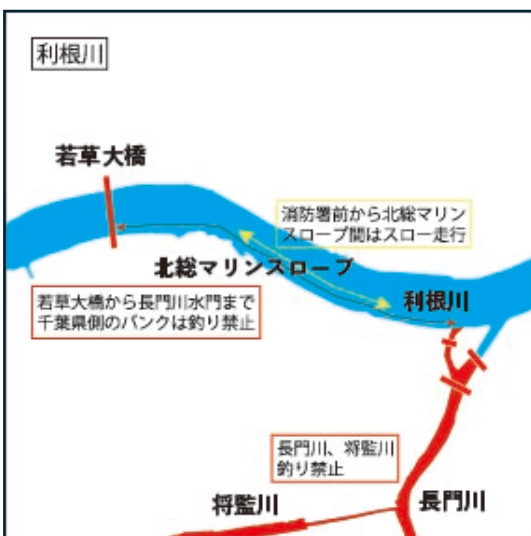 利根川
若草大橋
消防署前から北総マリン
スロープ間はスロー走行
北総マリンスロープ
若草大橋から長門川水門まで
千葉県側のバンクは釣り禁止
利根川
長門川、将監川
釣り禁止
将監川
長門川